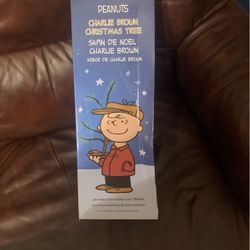 PEANUTS
CHARLIE BROWN
CHRISTMAS TREE
SAPIN DE NOEL
CHARLIE BROWN
ARBOR DE CHARLIE BROWN